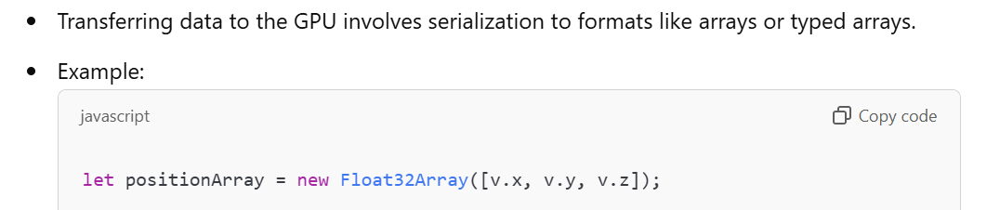 • Transferring data to the GPU involves serialization to formats like arrays or typed arrays.
• Example:
javascript
Copy code
let positionArray = new Float32Array([v.x, v.y, v.z]);